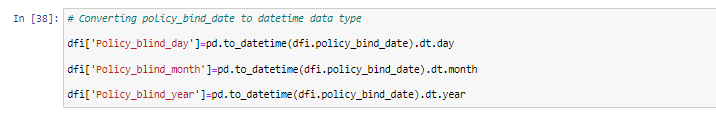 In [38]: # Converting policy_bind_date to datetime data type
dfi['Policy_blind_day']=pd.to_datetime(dfi.policy_bind_date).dt.day
dfi['Policy_blind_month']=pd.to_datetime(dfi.policy_bind_date).dt.month
dfi['Policy_blind_year']=pd.to_datetime(dfi.policy_bind_date).dt.year